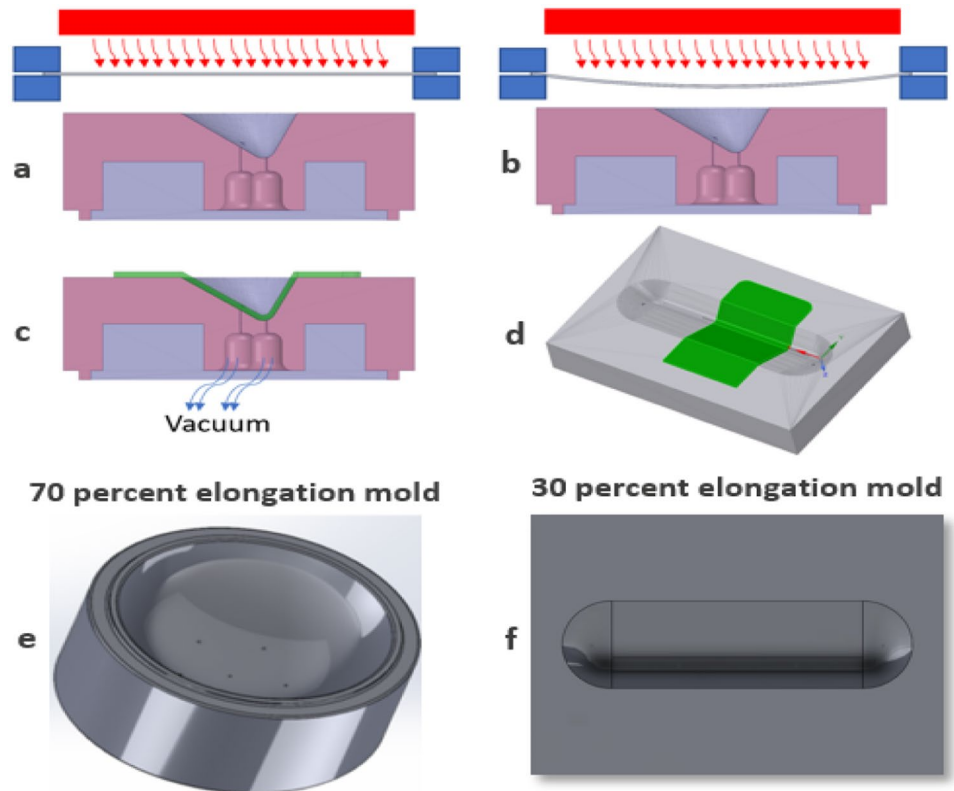 a
b
c
Vacuum
d
70 percent elongation mold
30 percent elongation mold
e
f